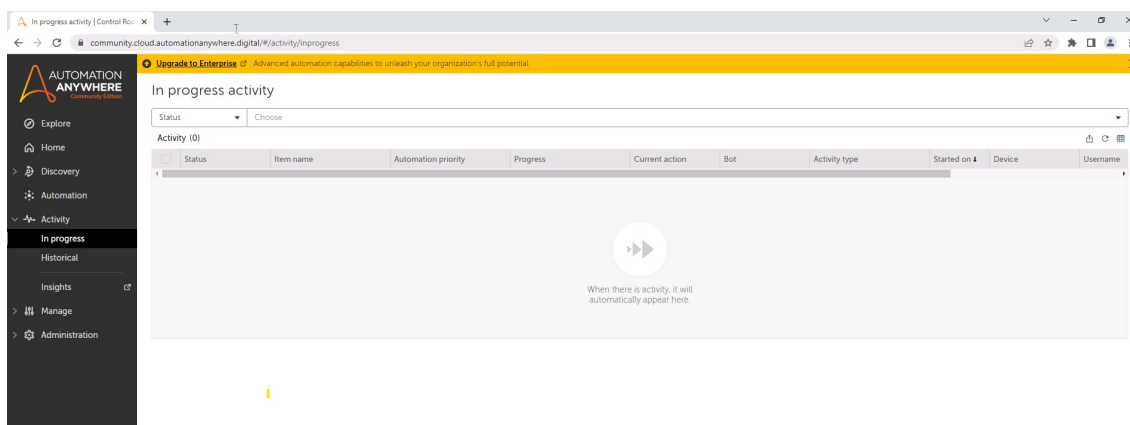 In progress activity | Control Roo
community.cloud.automationanywhere.digital/#/activity/inprogress
AUTOMATION
ANYWHERE
Community Edition
Upgrade to Enterprise Advanced automation capabilities to unleash your organization's full potential.
Explore
Home
Discovery
Automation
Activity
In progress
Historical
Insights
Manage
Administration
In progress activity
Status Choose
Activity (0)
Status Item name Automation priority Progress Current action Bot Activity type Started on Device Username
When there is activity, it will
automatically appear here.